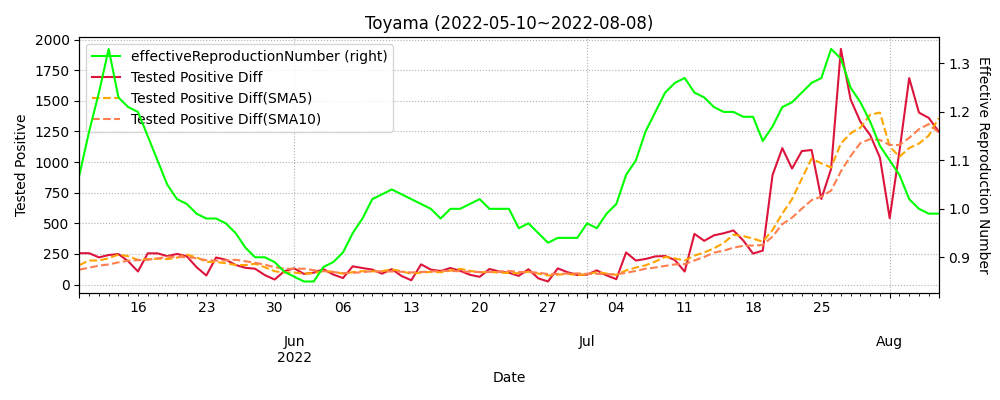 Toyama (2022-05-10~2022-08-08)
effectiveReproductionNumber (right)
Tested Positive Diff
Tested Positive Diff(SMA5)
Tested Positive Diff(SMA10)
Tested Positive
2000
1750
1500
1250
1000
750
500
250
0
Effective Reproduction Number
1.3
1.2
1.1
1.0
0.9
16 23 30 06 13 20 27 04 11 18 25
Jun Jul Aug
2022
Date